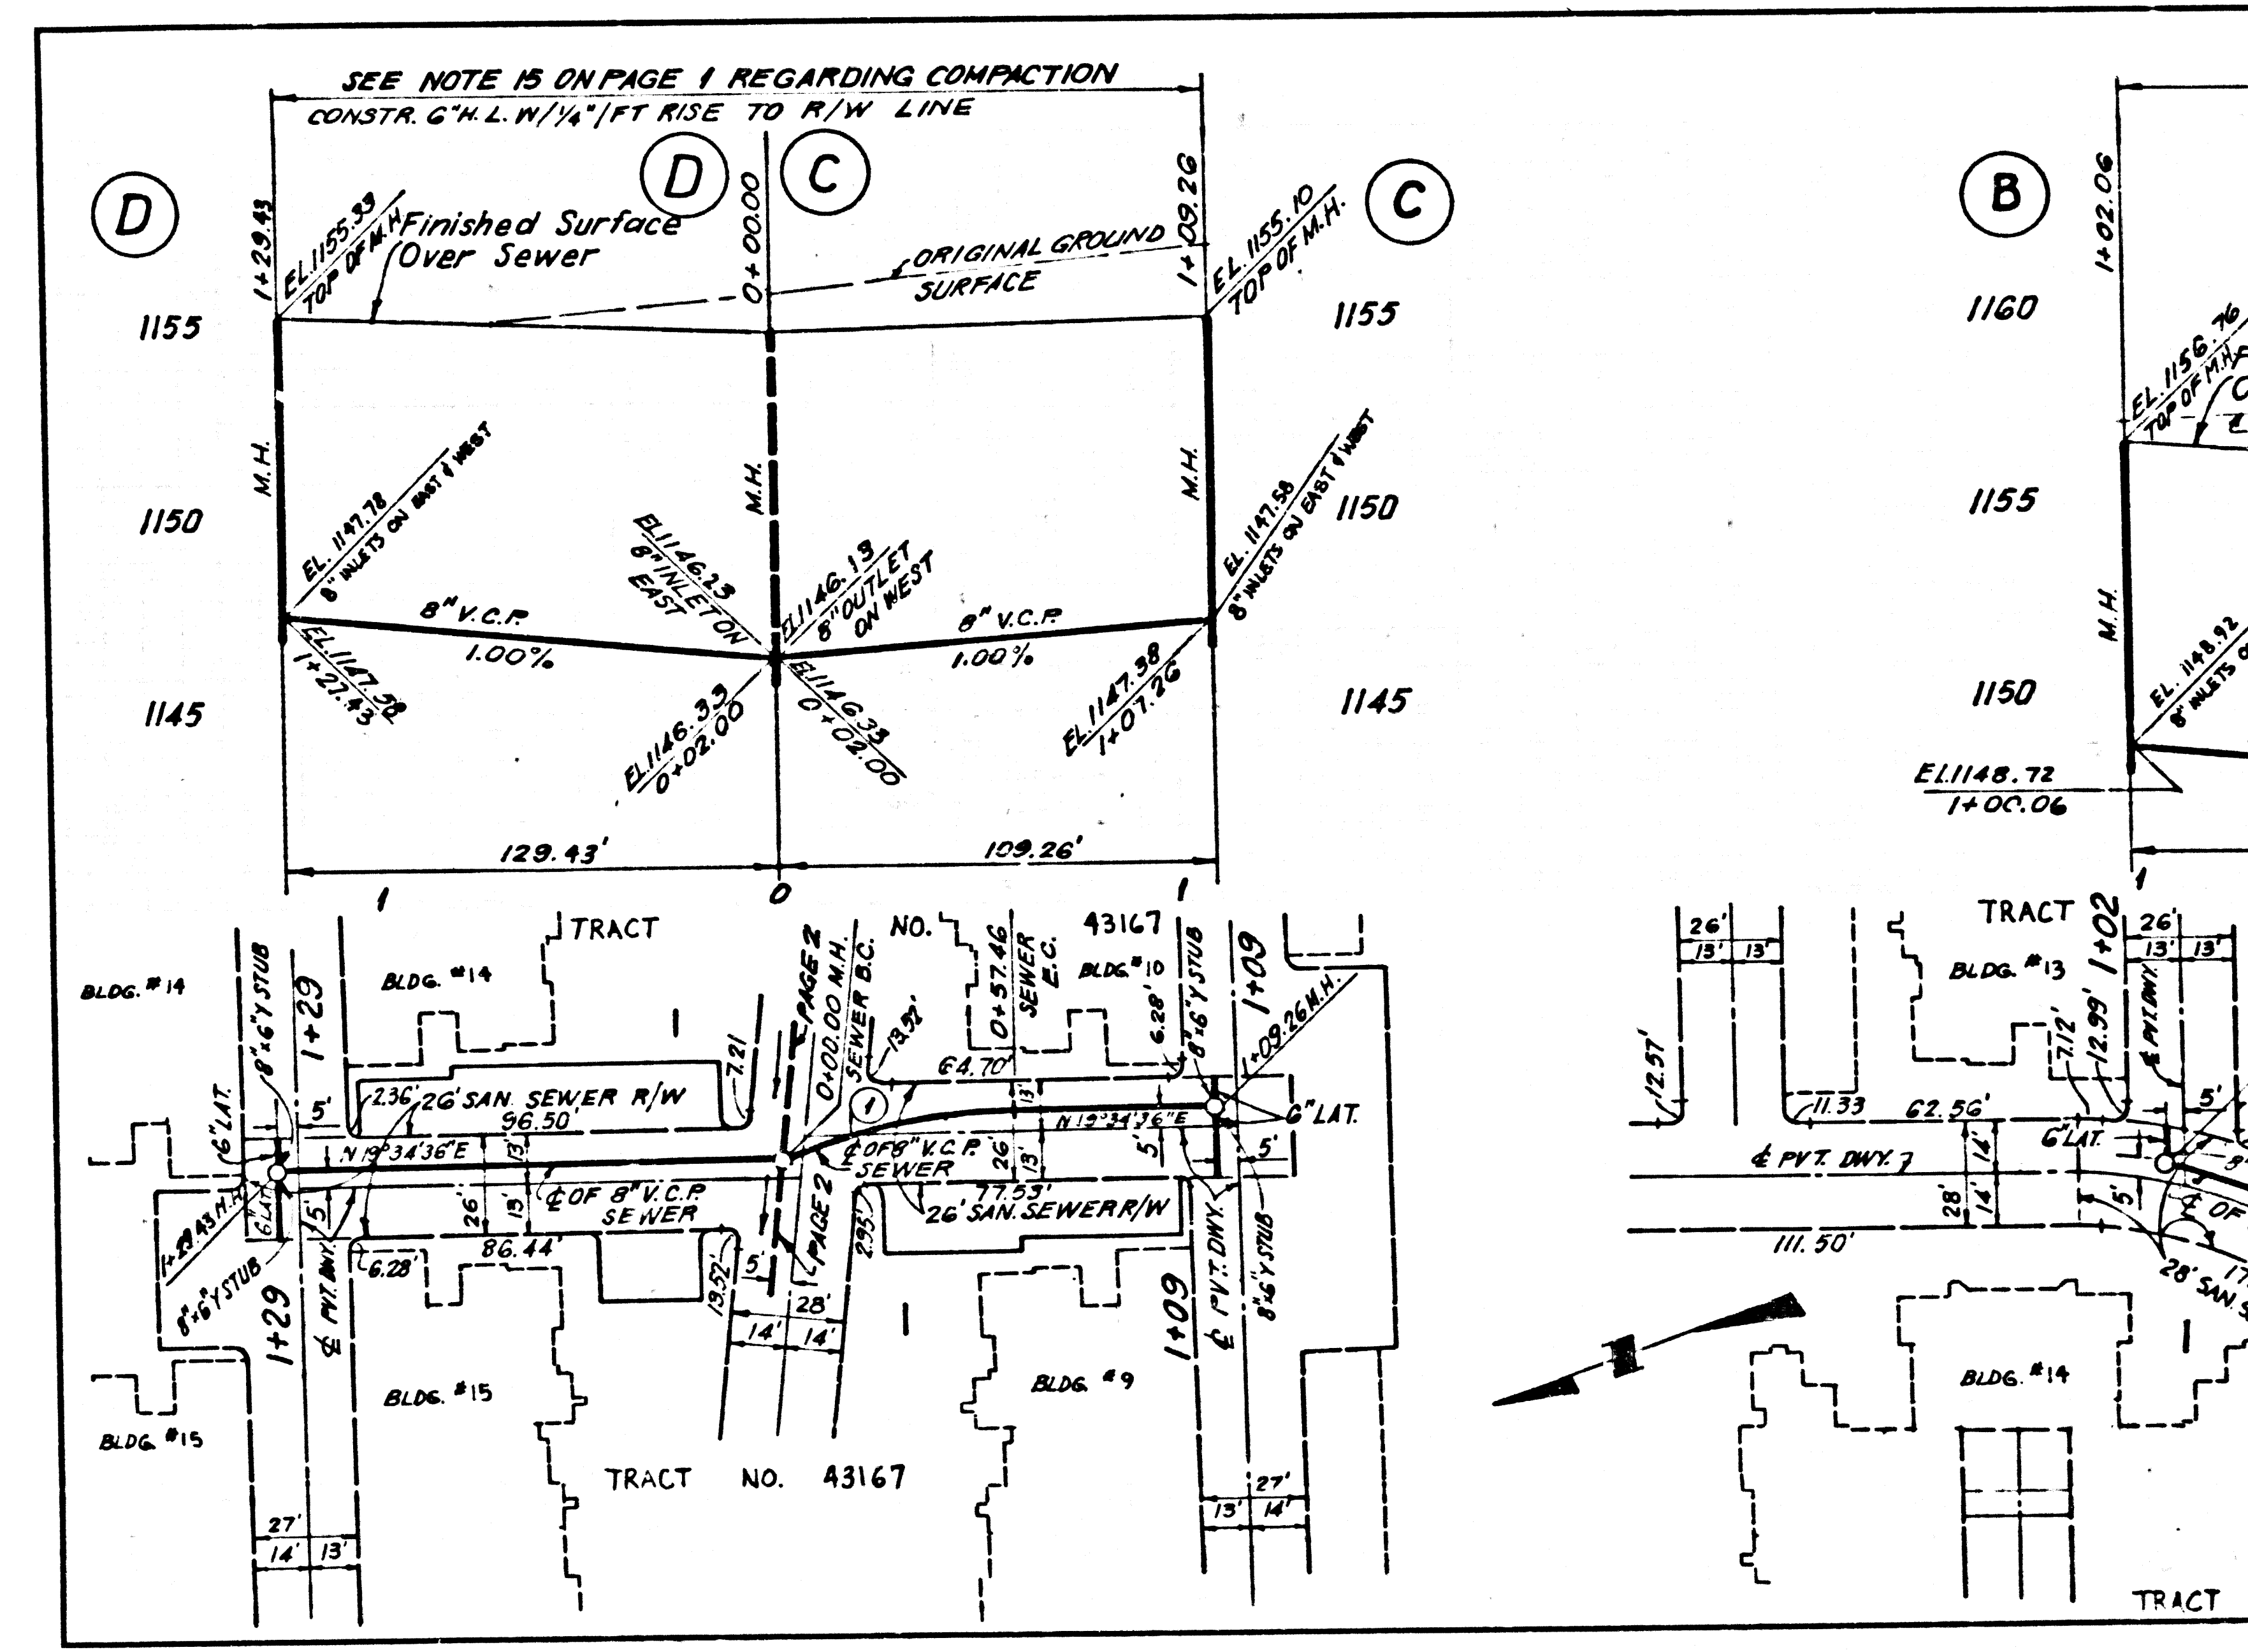 SEE NOTE 15 ON PAGE 1 REGARDING COMPACTION
CONSTR. 6"H.L. W/1/4"/FT RISE TO R/W LINE
D
D
C
C
B
1+29.43
EL.1155.33
TOP OF M.H.
Finished Surface
Over Sewer
0+00.00
ORIGINAL GROUND
SURFACE
1+09.26
EL. 1155.10
TOP OF M.H.
1+02.06
1155
1155
1160
EL. 1156.76
TOP OF M.H.
M.H.
M.H.
M.H.
M.H.
EL. 1147.78
8" INLETS ON EAST & WEST
EL.1146.23
8" INLET ON
EAST
EL.1146.13
8" OUTLET
ON WEST
EL. 1147.58
8" INLETS ON EAST & WEST
1150
1150
1155
8" V.C.P.
1.00%
8" V.C.P.
1.00%
EL.1147.58
1+27.43
EL.1146.33
0+02.00
EL.1146.33
0+02.00
EL.1147.38
1+07.26
EL. 1148.92
8" INLETS
1145
1145
1150
EL.1148.72
1+00.06
129.43'
109.26'
1
0
1
1
TRACT NO. 43167
TRACT
BLDG. #14
BLDG. #14
BLDG. #10
BLDG. #13
8"x6"Y STUB
1+29
PAGE 2
0+00.00 M.H.
SEWER B.C.
0+57.46
SEWER
E.C.
13.52'
6.28'
8"x6"Y STUB
1+09
1+09.26 M.H.
26'
13'
13'
1+02
26'
13'
13'
12.57'
7.12'
12.99'
℄ PVT. DWY.
6"LAT.
5'
2.36'
26' SAN. SEWER R/W
96.50'
7.21
64.70'
13'
1
N 19°34'36"E
13'
N 19°34'36"E
6"LAT.
11.33
62.56'
6"LAT.
5'
℄ OF 8" V.C.P.
SEWER
26'
13'
5'
5'
℄ PVT. DWY.
14'
28'
14'
5'
℄ OF
1+29.43 M.H.
6"LAT.
5'
26'
13'
℄ OF 8" V.C.P.
SEWER
77.53'
26' SAN. SEWER R/W
86.44'
6.28'
13.52'
5'
PAGE 2
2.95'
8"x6"Y STUB
1+29
℄ PVT. DWY.
28'
14'
14'
1+09
℄ PVT. DWY.
8"x6"Y STUB
111.50'
28' SAN. S
17
N
BLDG. #15
BLDG. #15
BLDG. #9
BLDG. #14
TRACT NO. 43167
27'
14'
13'
27'
13'
14'
TRACT